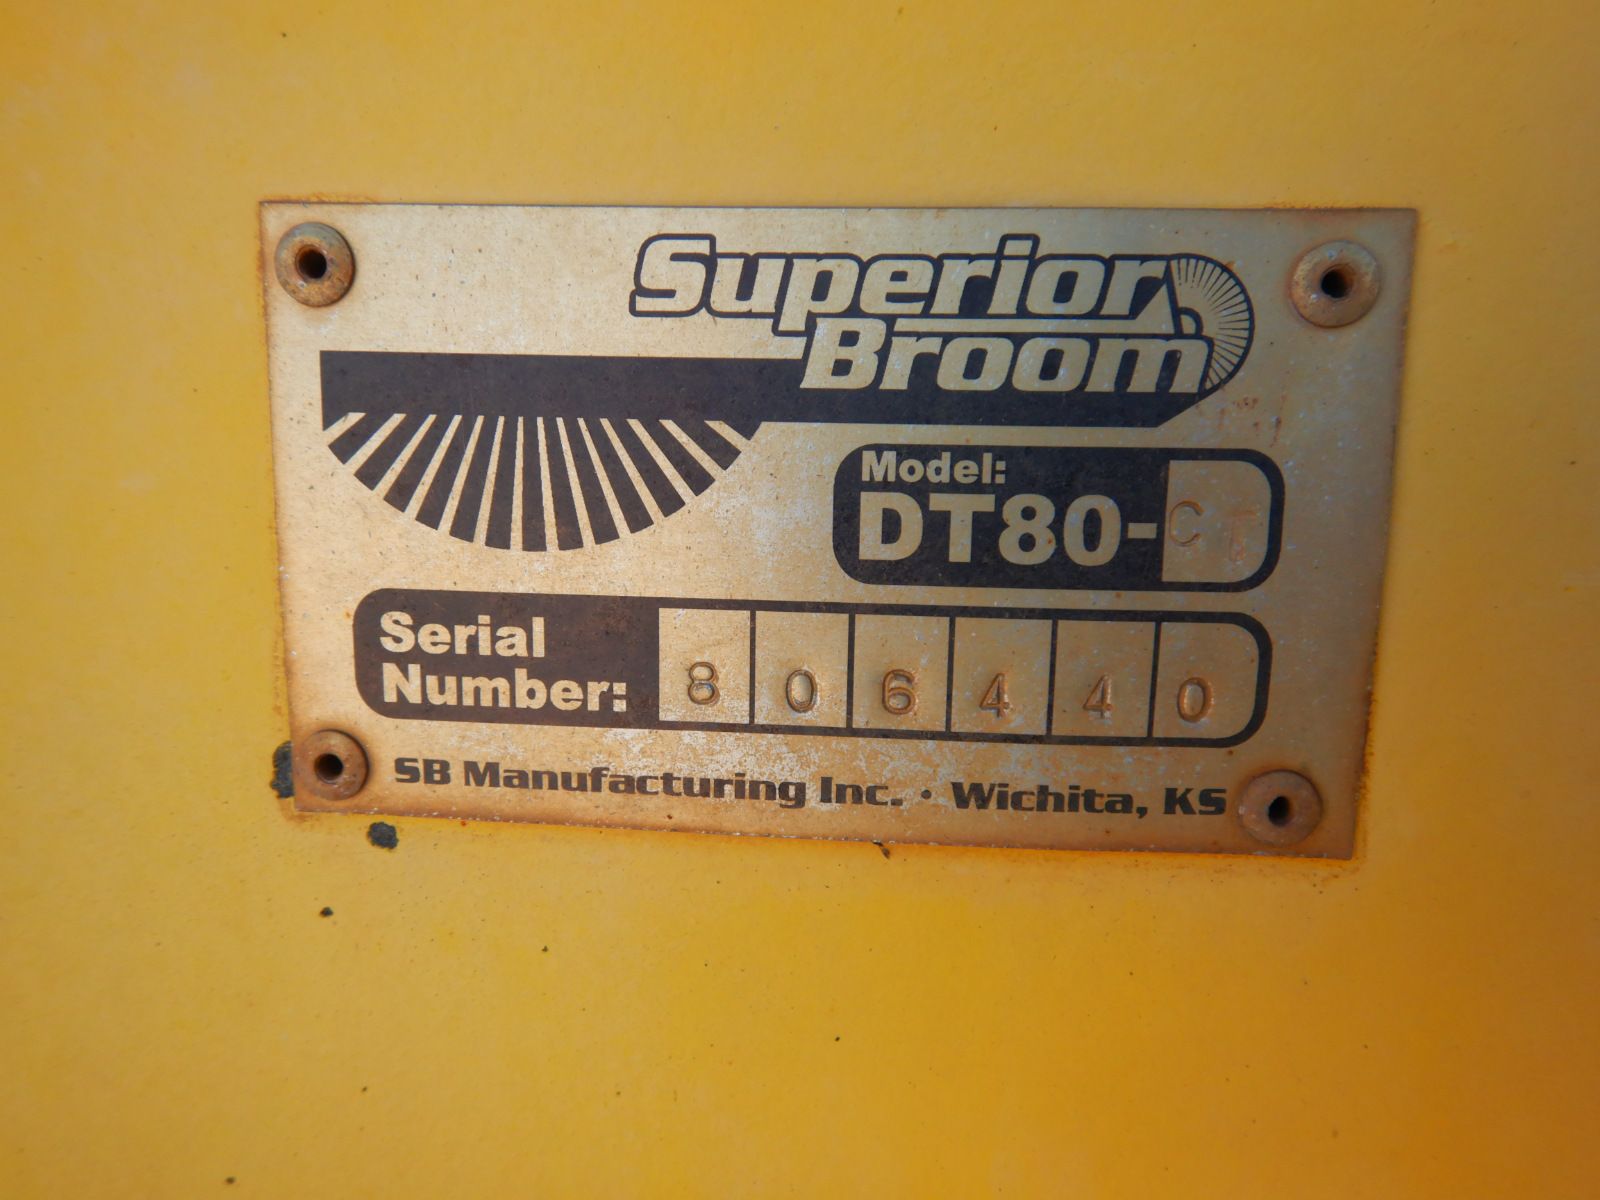 Superior
Broom
Model:
DT80-CT
Serial
Number: 806440
SB Manufacturing Inc. · Wichita, KS